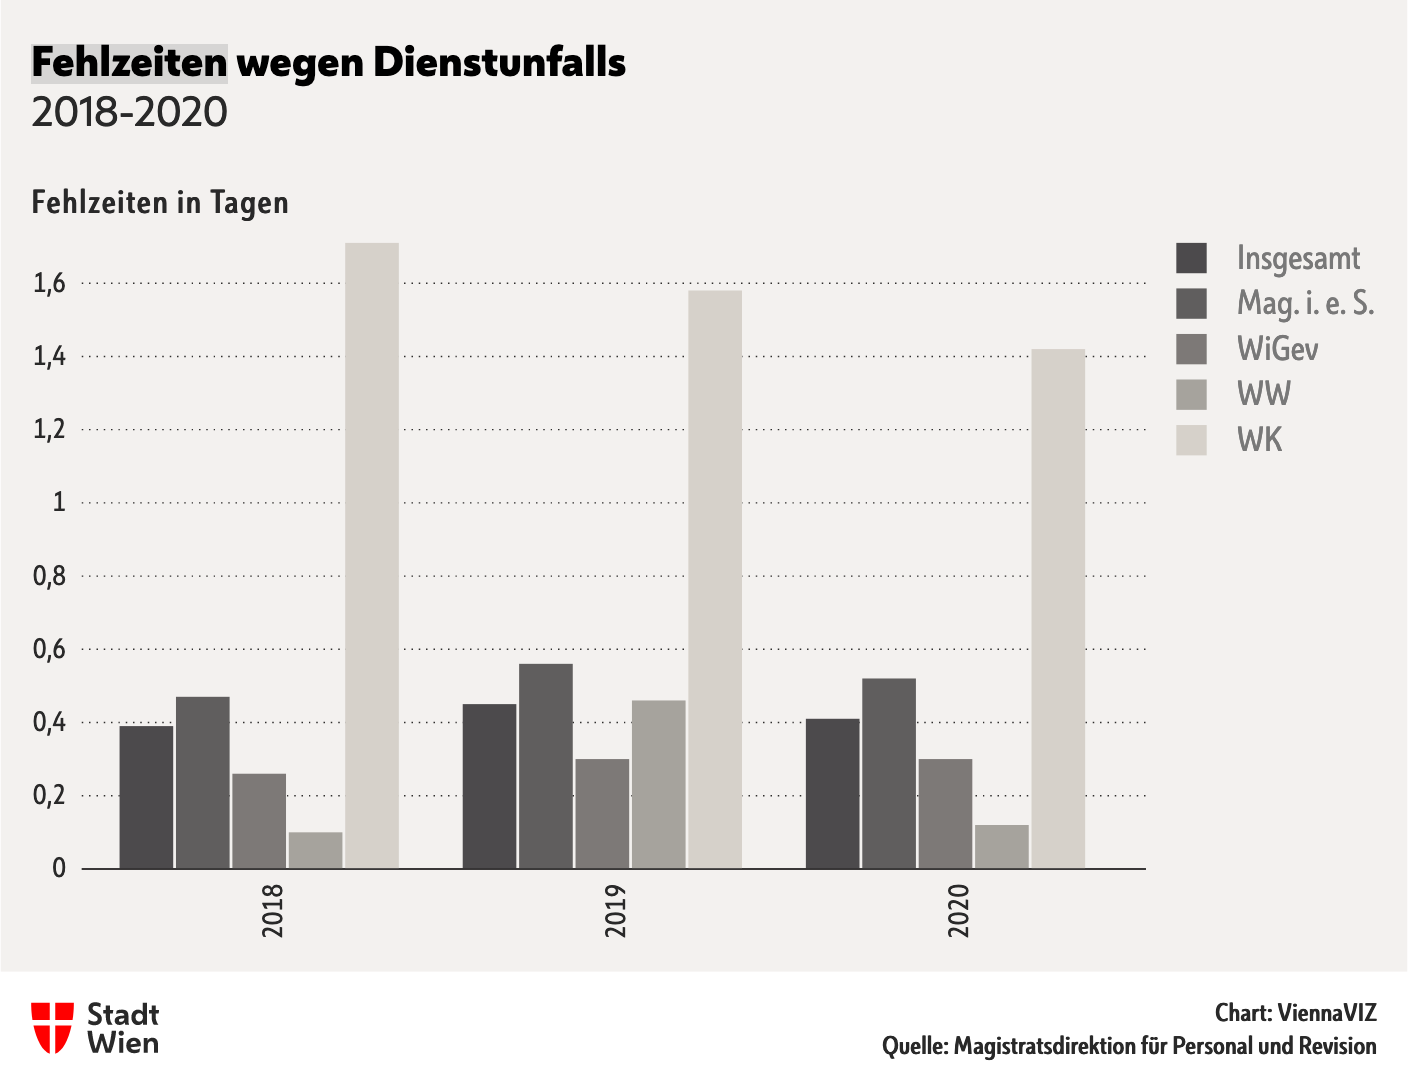 Fehlzeiten wegen Dienstunfalls
2018-2020
Fehlzeiten in Tagen
1,6
1,4
1,2
1
0,8
0,6
0,4
0,2
0
2018
2019
2020
Insgesamt
Mag. i. e. S.
WiGev
WW
WK
Stadt
Wien
Chart: ViennaVIZ
Quelle: Magistratsdirektion für Personal und Revision